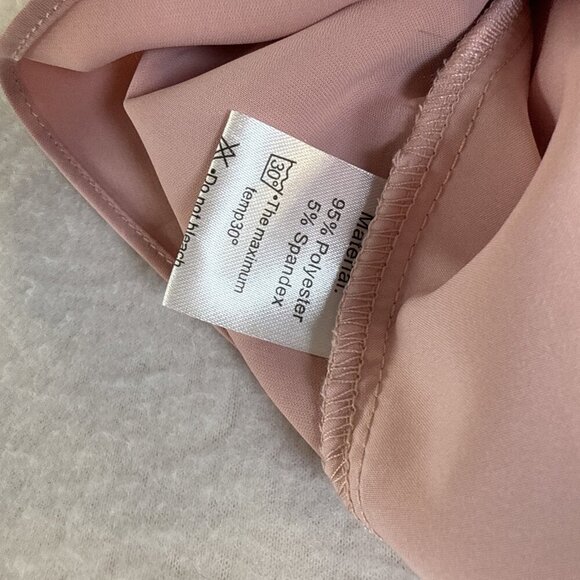 Material:
95% Polyester
5% Spandex
30° •The maximum
temp30°
•Do not bleach